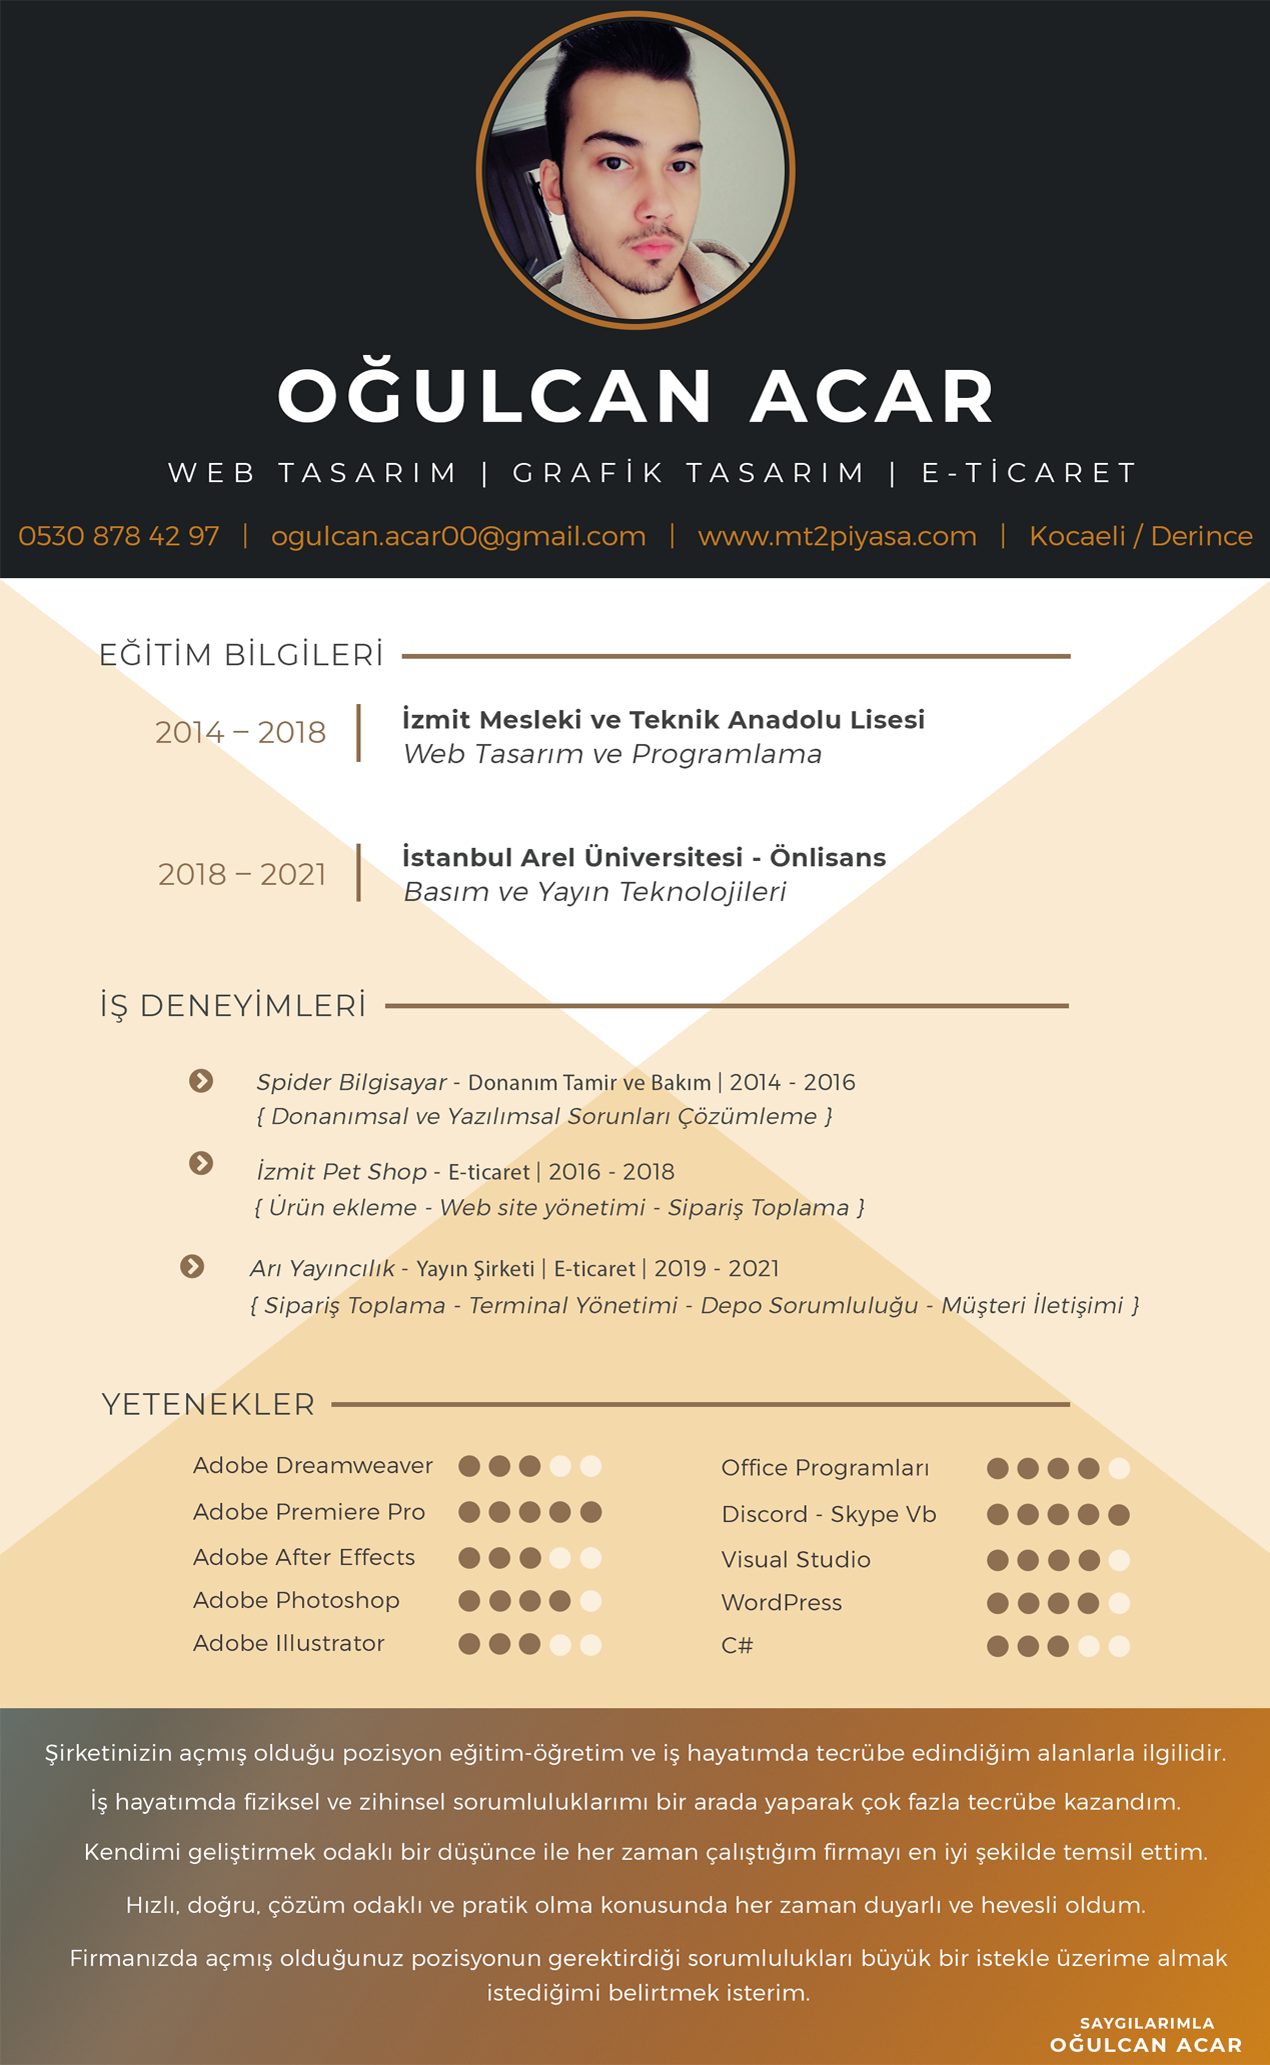 OĞULCAN ACAR
WEB TASARIM | GRAFİK TASARIM | E-TİCARET
0530 878 42 97 | ogulcan.acar00@gmail.com | www.mt2piyasa.com | Kocaeli / Derince
EĞİTİM BİLGİLERİ
2014 – 2018
İzmit Mesleki ve Teknik Anadolu Lisesi
Web Tasarım ve Programlama
2018 – 2021
İstanbul Arel Üniversitesi - Önlisans
Basım ve Yayın Teknolojileri
İŞ DENEYİMLERİ
Spider Bilgisayar - Donanım Tamir ve Bakım | 2014 - 2016
{ Donanımsal ve Yazılımsal Sorunları Çözümleme }
İzmit Pet Shop - E-ticaret | 2016 - 2018
{ Ürün ekleme - Web site yönetimi - Sipariş Toplama }
Arı Yayıncılık - Yayın Şirketi | E-ticaret | 2019 - 2021
{ Sipariş Toplama - Terminal Yönetimi - Depo Sorumluluğu - Müşteri İletişimi }
YETENEKLER
Adobe Dreamweaver
Adobe Premiere Pro
Adobe After Effects
Adobe Photoshop
Adobe Illustrator
Office Programları
Discord - Skype Vb
Visual Studio
WordPress
C#
Şirketinizin açmış olduğu pozisyon eğitim-öğretim ve iş hayatımda tecrübe edindiğim alanlarla ilgilidir.
İş hayatımda fiziksel ve zihinsel sorumluluklarımı bir arada yaparak çok fazla tecrübe kazandım.
Kendimi geliştirmek odaklı bir düşünce ile her zaman çalıştığım firmayı en iyi şekilde temsil ettim.
Hızlı, doğru, çözüm odaklı ve pratik olma konusunda her zaman duyarlı ve hevesli oldum.
Firmanızda açmış olduğunuz pozisyonun gerektirdiği sorumlulukları büyük bir istekle üzerime almak
istediğimi belirtmek isterim.
SAYGILARIMLA
OĞULCAN ACAR